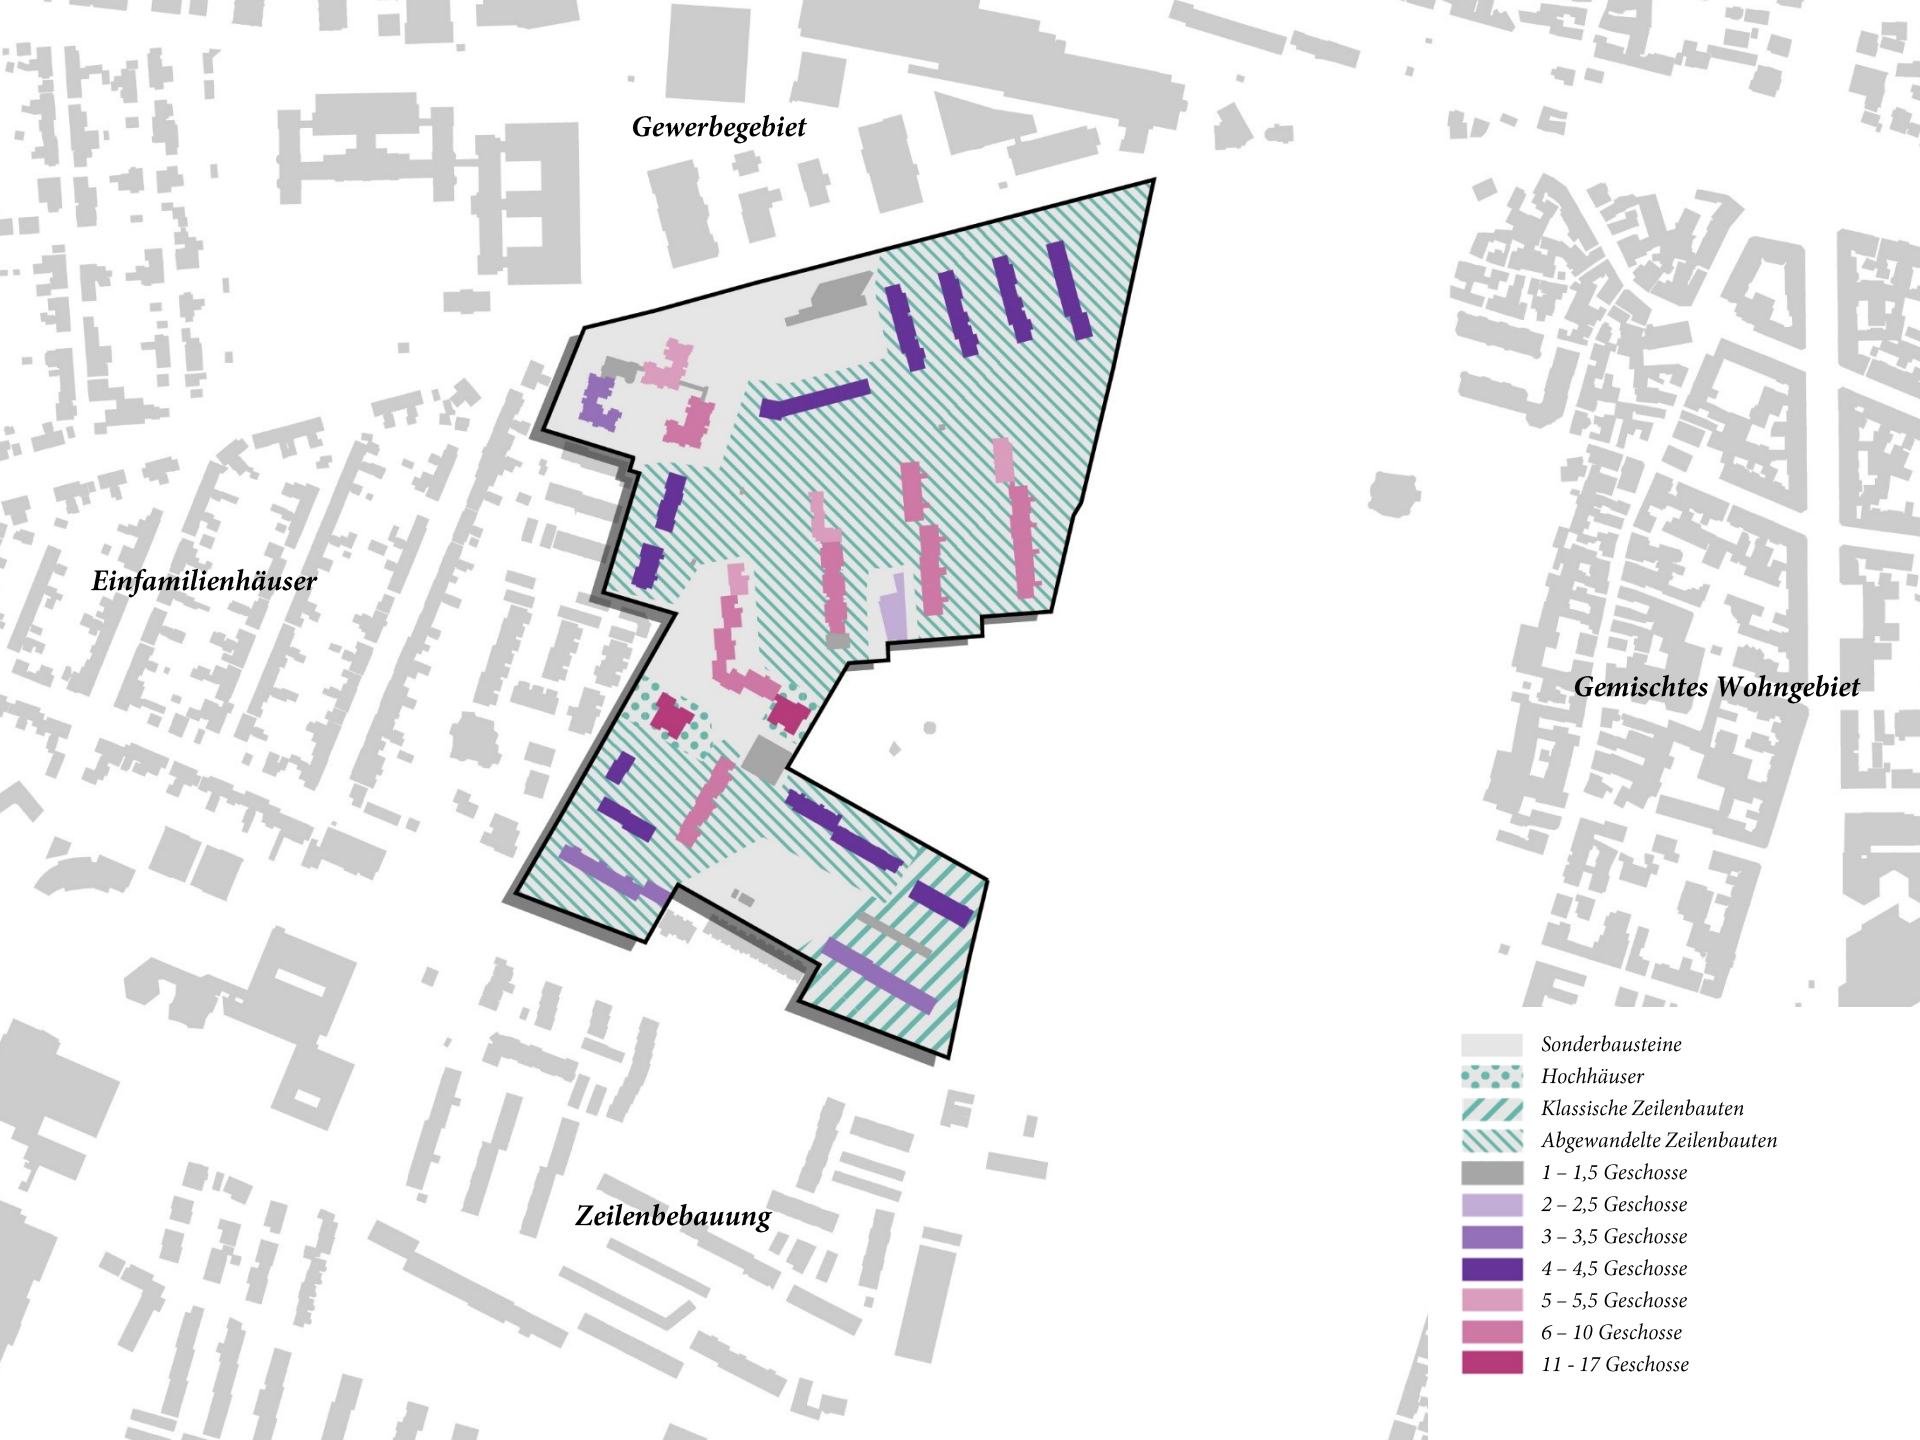 Gewerbegebiet
Einfamilienhäuser
Gemischtes Wohngebiet
Zeilenbebauung
Sonderbausteine
Hochhäuser
Klassische Zeilenbauten
Abgewandelte Zeilenbauten
1 – 1,5 Geschosse
2 – 2,5 Geschosse
3 – 3,5 Geschosse
4 – 4,5 Geschosse
5 – 5,5 Geschosse
6 – 10 Geschosse
11 - 17 Geschosse